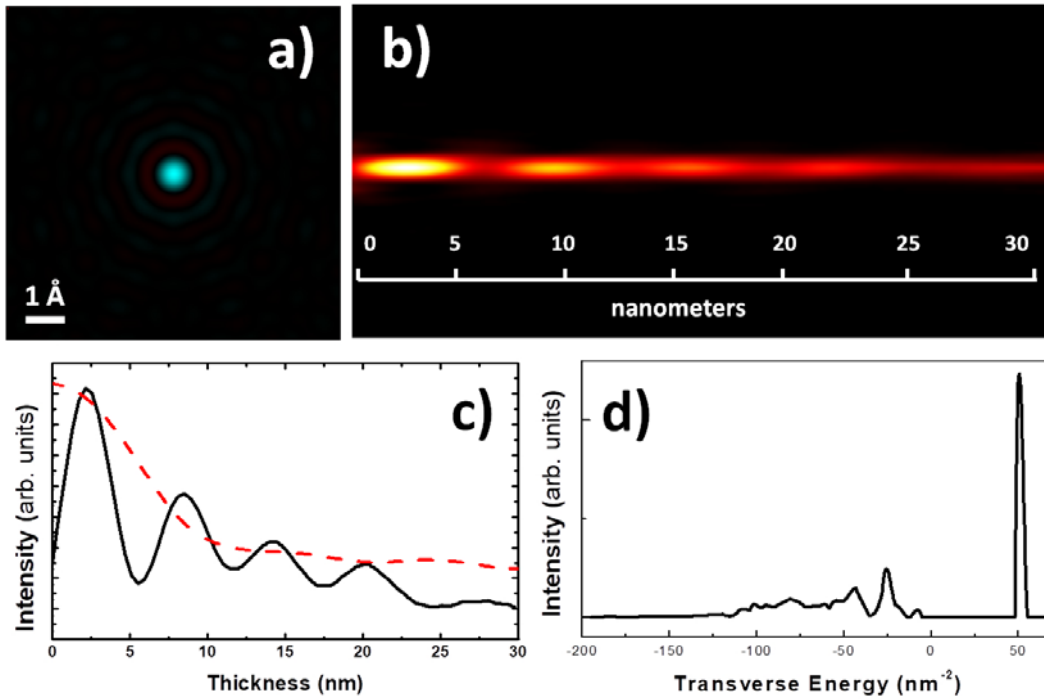 a)
1 Å
b)
0 5 10 15 20 25 30
nanometers
c)
Intensity (arb. units)
0 5 10 15 20 25 30
Thickness (nm)
d)
Intensity (arb. units)
-200 -150 -100 -50 0 50
Transverse Energy (nm⁻²)